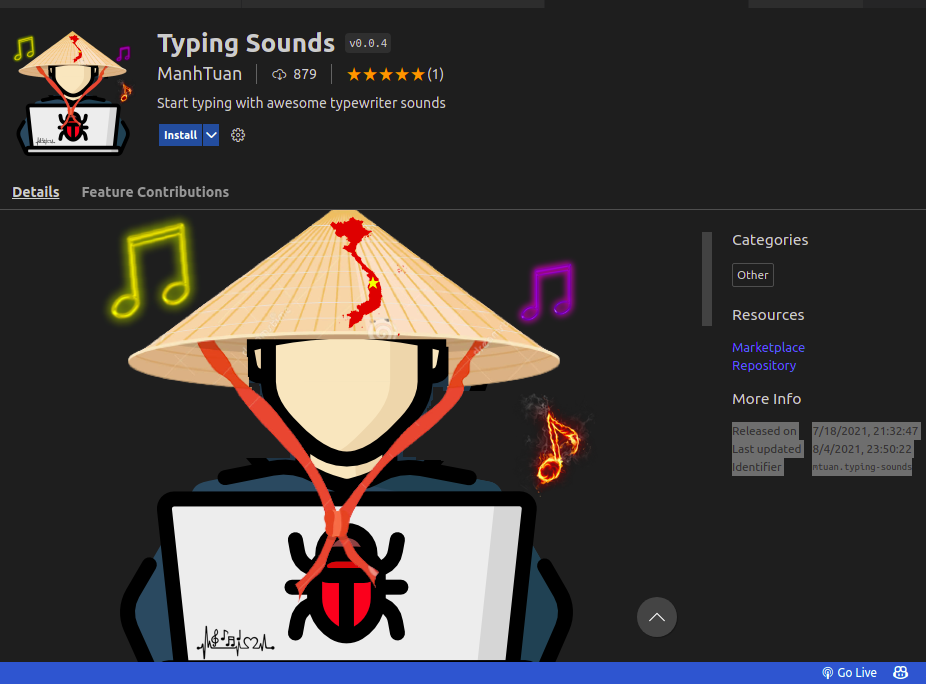 Typing Sounds v0.0.4
ManhTuan 879 ★★★★★(1)
Start typing with awesome typewriter sounds
Install
Details Feature Contributions
Categories
Other
Resources
Marketplace
Repository
More Info
Released on 7/18/2021, 21:32:47
Last updated 8/4/2021, 23:50:22
Identifier mtuan.typing-sounds
Go Live